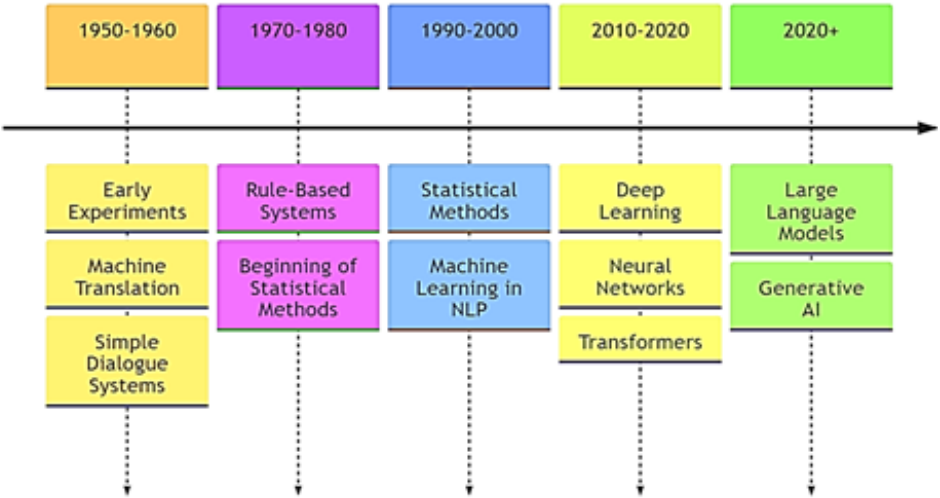 1950-1960
1970-1980
1990-2000
2010-2020
2020+
Early
Experiments
Machine
Translation
Simple
Dialogue
Systems
Rule-Based
Systems
Beginning of
Statistical
Methods
Statistical
Methods
Machine
Learning in
NLP
Deep
Learning
Neural
Networks
Transformers
Large
Language
Models
Generative
AI